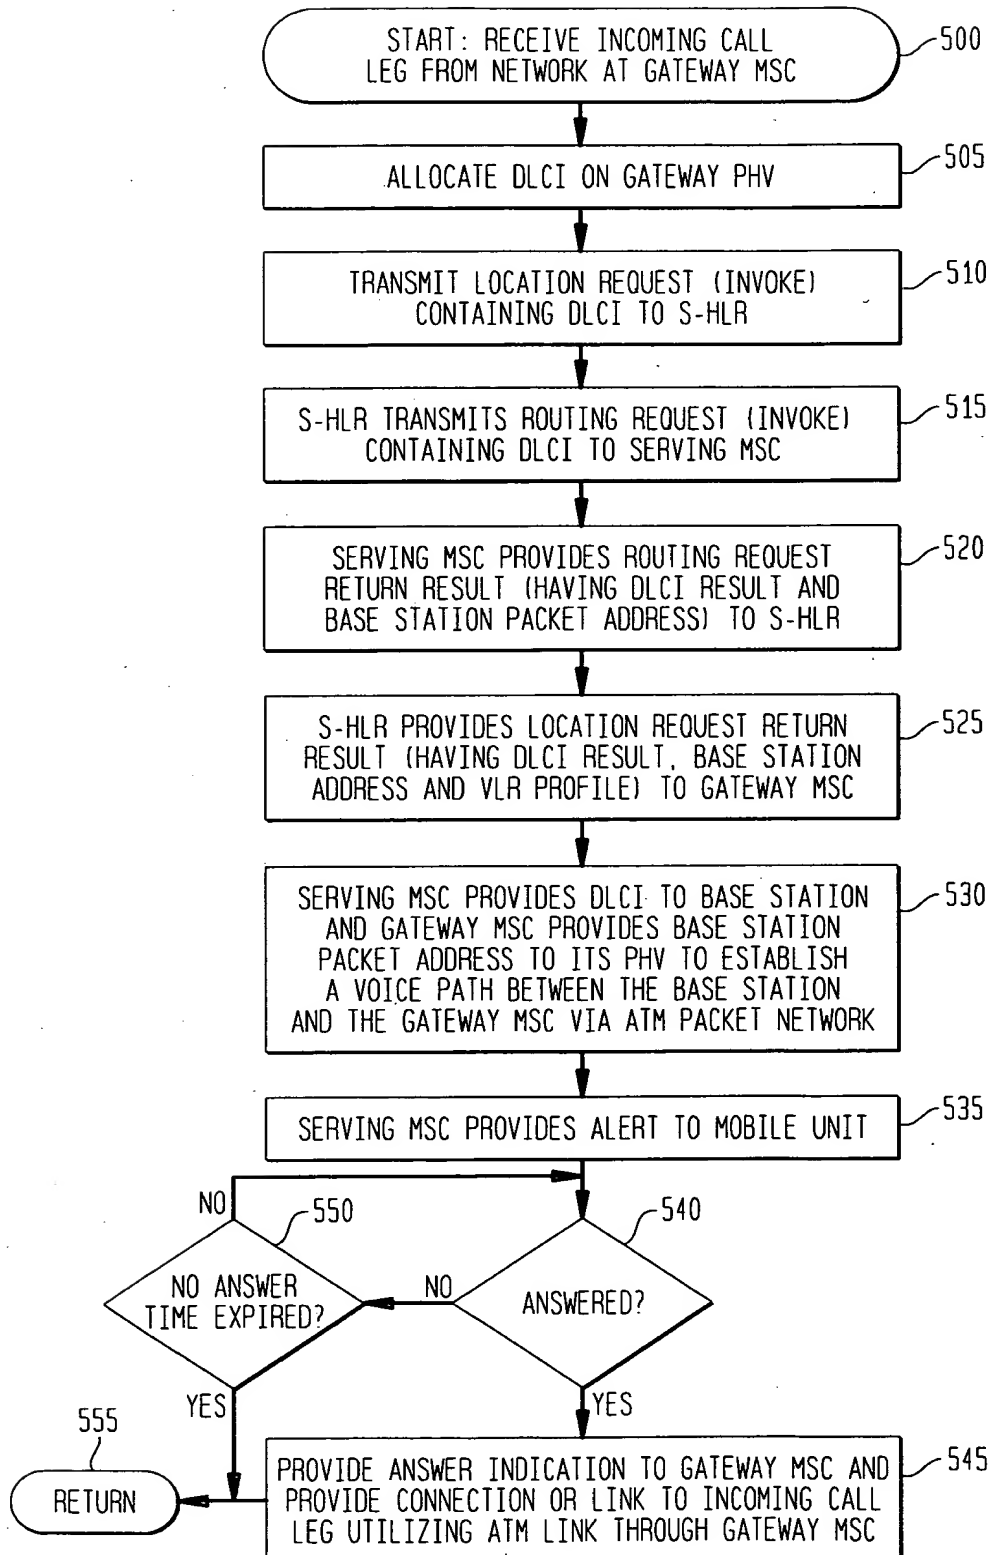 START: RECEIVE INCOMING CALL
LEG FROM NETWORK AT GATEWAY MSC
500
ALLOCATE DLCI ON GATEWAY PHV
505
TRANSMIT LOCATION REQUEST (INVOKE)
CONTAINING DLCI TO S-HLR
510
S-HLR TRANSMITS ROUTING REQUEST (INVOKE)
CONTAINING DLCI TO SERVING MSC
515
SERVING MSC PROVIDES ROUTING REQUEST
RETURN RESULT (HAVING DLCI RESULT AND
BASE STATION PACKET ADDRESS) TO S-HLR
520
S-HLR PROVIDES LOCATION REQUEST RETURN
RESULT (HAVING DLCI RESULT, BASE STATION
ADDRESS AND VLR PROFILE) TO GATEWAY MSC
525
SERVING MSC PROVIDES DLCI TO BASE STATION
AND GATEWAY MSC PROVIDES BASE STATION
PACKET ADDRESS TO ITS PHV TO ESTABLISH
A VOICE PATH BETWEEN THE BASE STATION
AND THE GATEWAY MSC VIA ATM PACKET NETWORK
530
SERVING MSC PROVIDES ALERT TO MOBILE UNIT
535
NO
550
540
NO ANSWER
TIME EXPIRED?
NO
ANSWERED?
YES
YES
555
RETURN
PROVIDE ANSWER INDICATION TO GATEWAY MSC AND
PROVIDE CONNECTION OR LINK TO INCOMING CALL
LEG UTILIZING ATM LINK THROUGH GATEWAY MSC
545